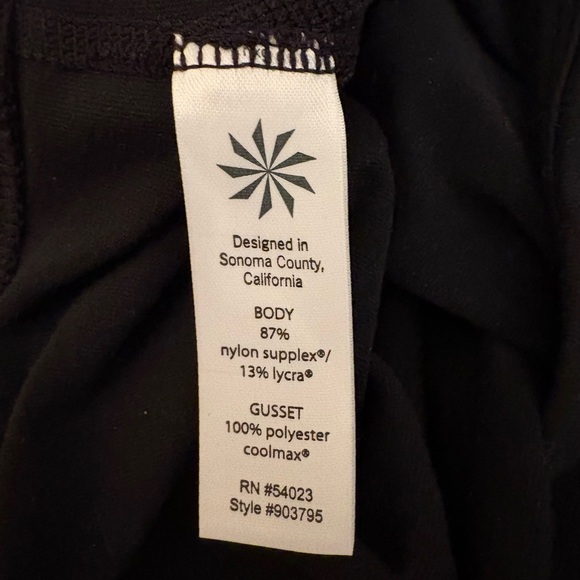 Designed in
Sonoma County,
California
BODY
87%
nylon supplex®/
13% lycra®
GUSSET
100% polyester
coolmax®
RN #54023
Style #903795